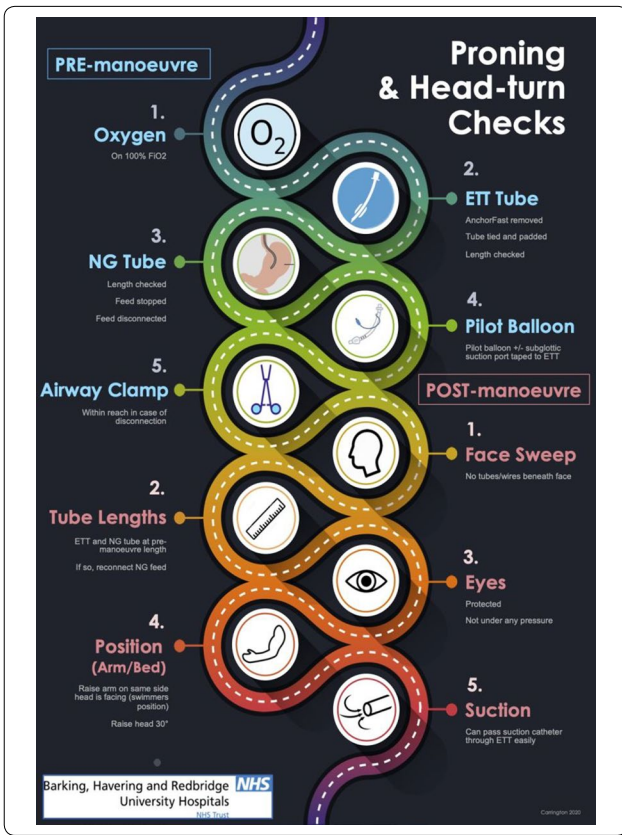 PRE-manoeuvre
Proning
& Head-turn
Checks
1.
Oxygen
On 100% FiO2
O2
2.
ETT Tube
AnchorFast removed
Tube tied and padded
Length checked
3.
NG Tube
Length checked
Feed stopped
Feed disconnected
4.
Pilot Balloon
Pilot balloon +/- subglottic
suction port taped to ETT
5.
Airway Clamp
Within reach in case of
disconnection
POST-manoeuvre
1.
Face Sweep
No tubes/wires beneath face
2.
Tube Lengths
ETT and NG tube at pre-
manoeuvre length
If so, reconnect NG feed
3.
Eyes
Protected
Not under any pressure
4.
Position
(Arm/Bed)
Raise arm on same side
head is facing (swimmers
position)
Raise head 30°
5.
Suction
Can pass suction catheter
through ETT easily
Barking, Havering and Redbridge NHS
University Hospitals
NHS Trust
Carrington 2020